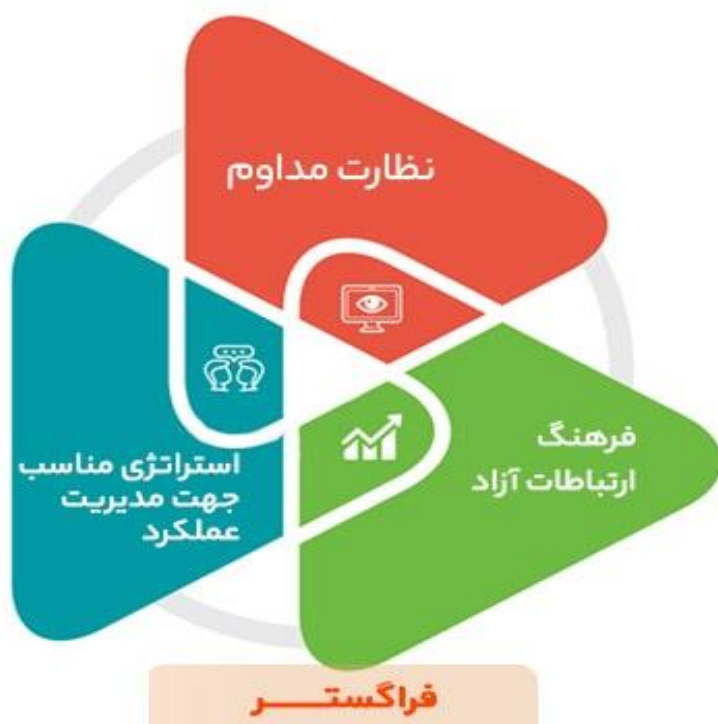 نظارت مداوم
فرهنگ
ارتباطات آزاد
استراتژی مناسب
جهت مدیریت
عملکرد
فراگستـــــر